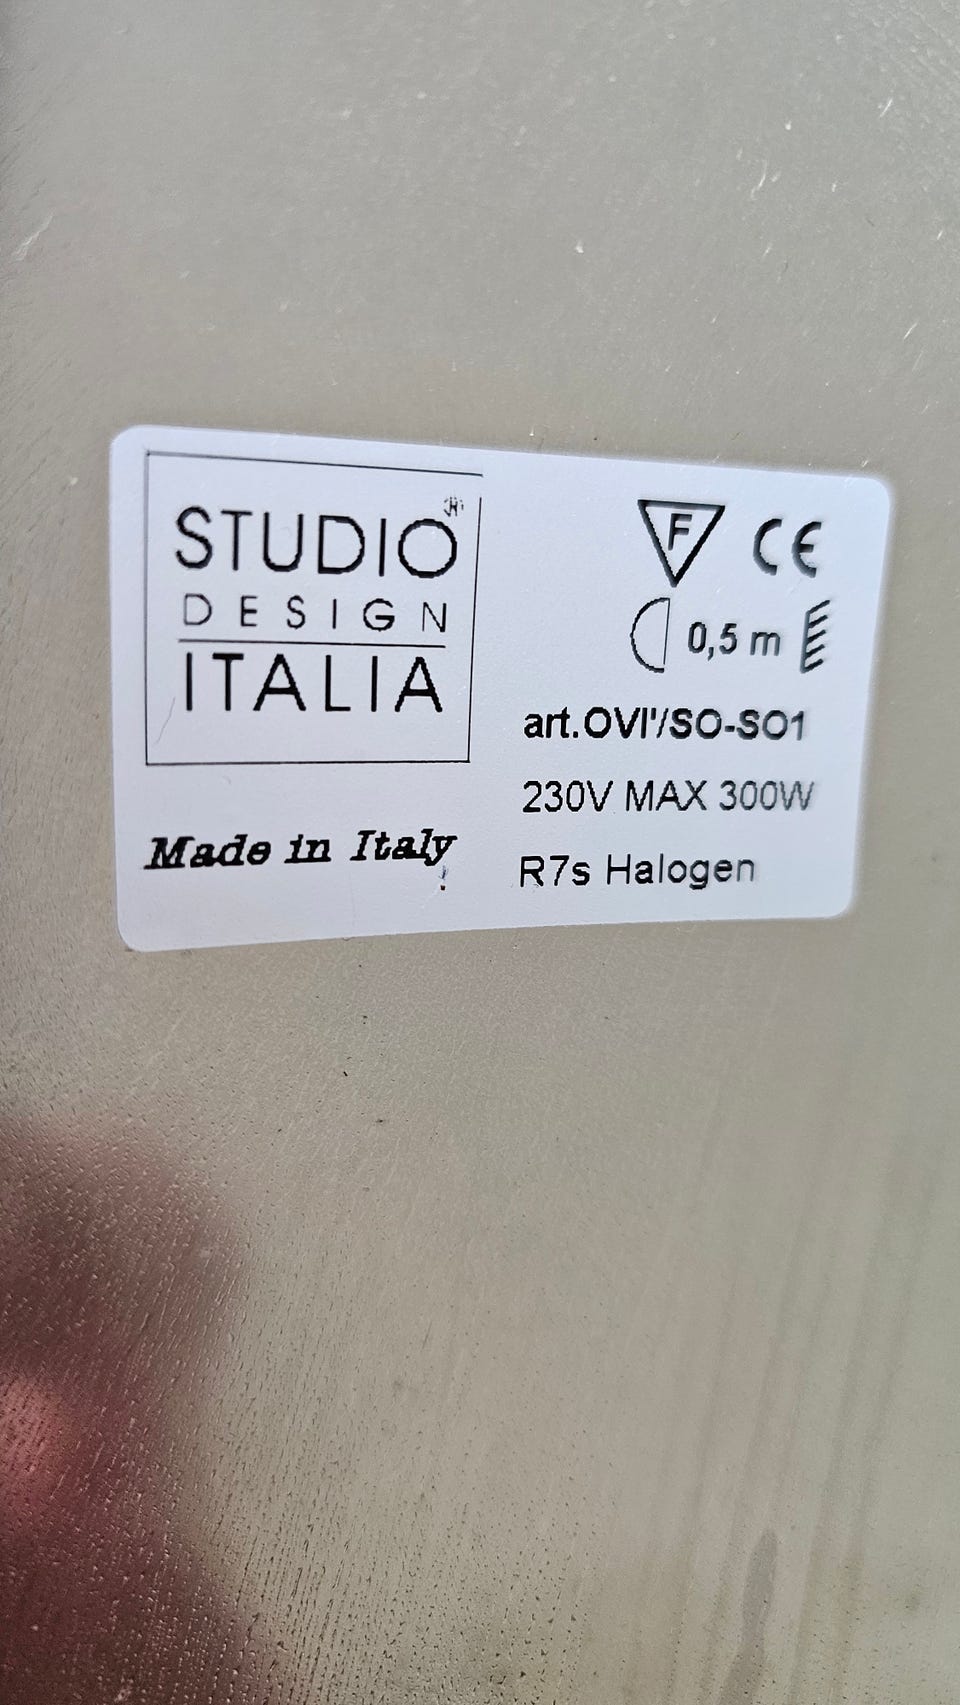 STUDIO®
DESIGN
ITALIA
Made in Italy
F CE
0,5 m
art.OVI'/SO-SO1
230V MAX 300W
R7s Halogen